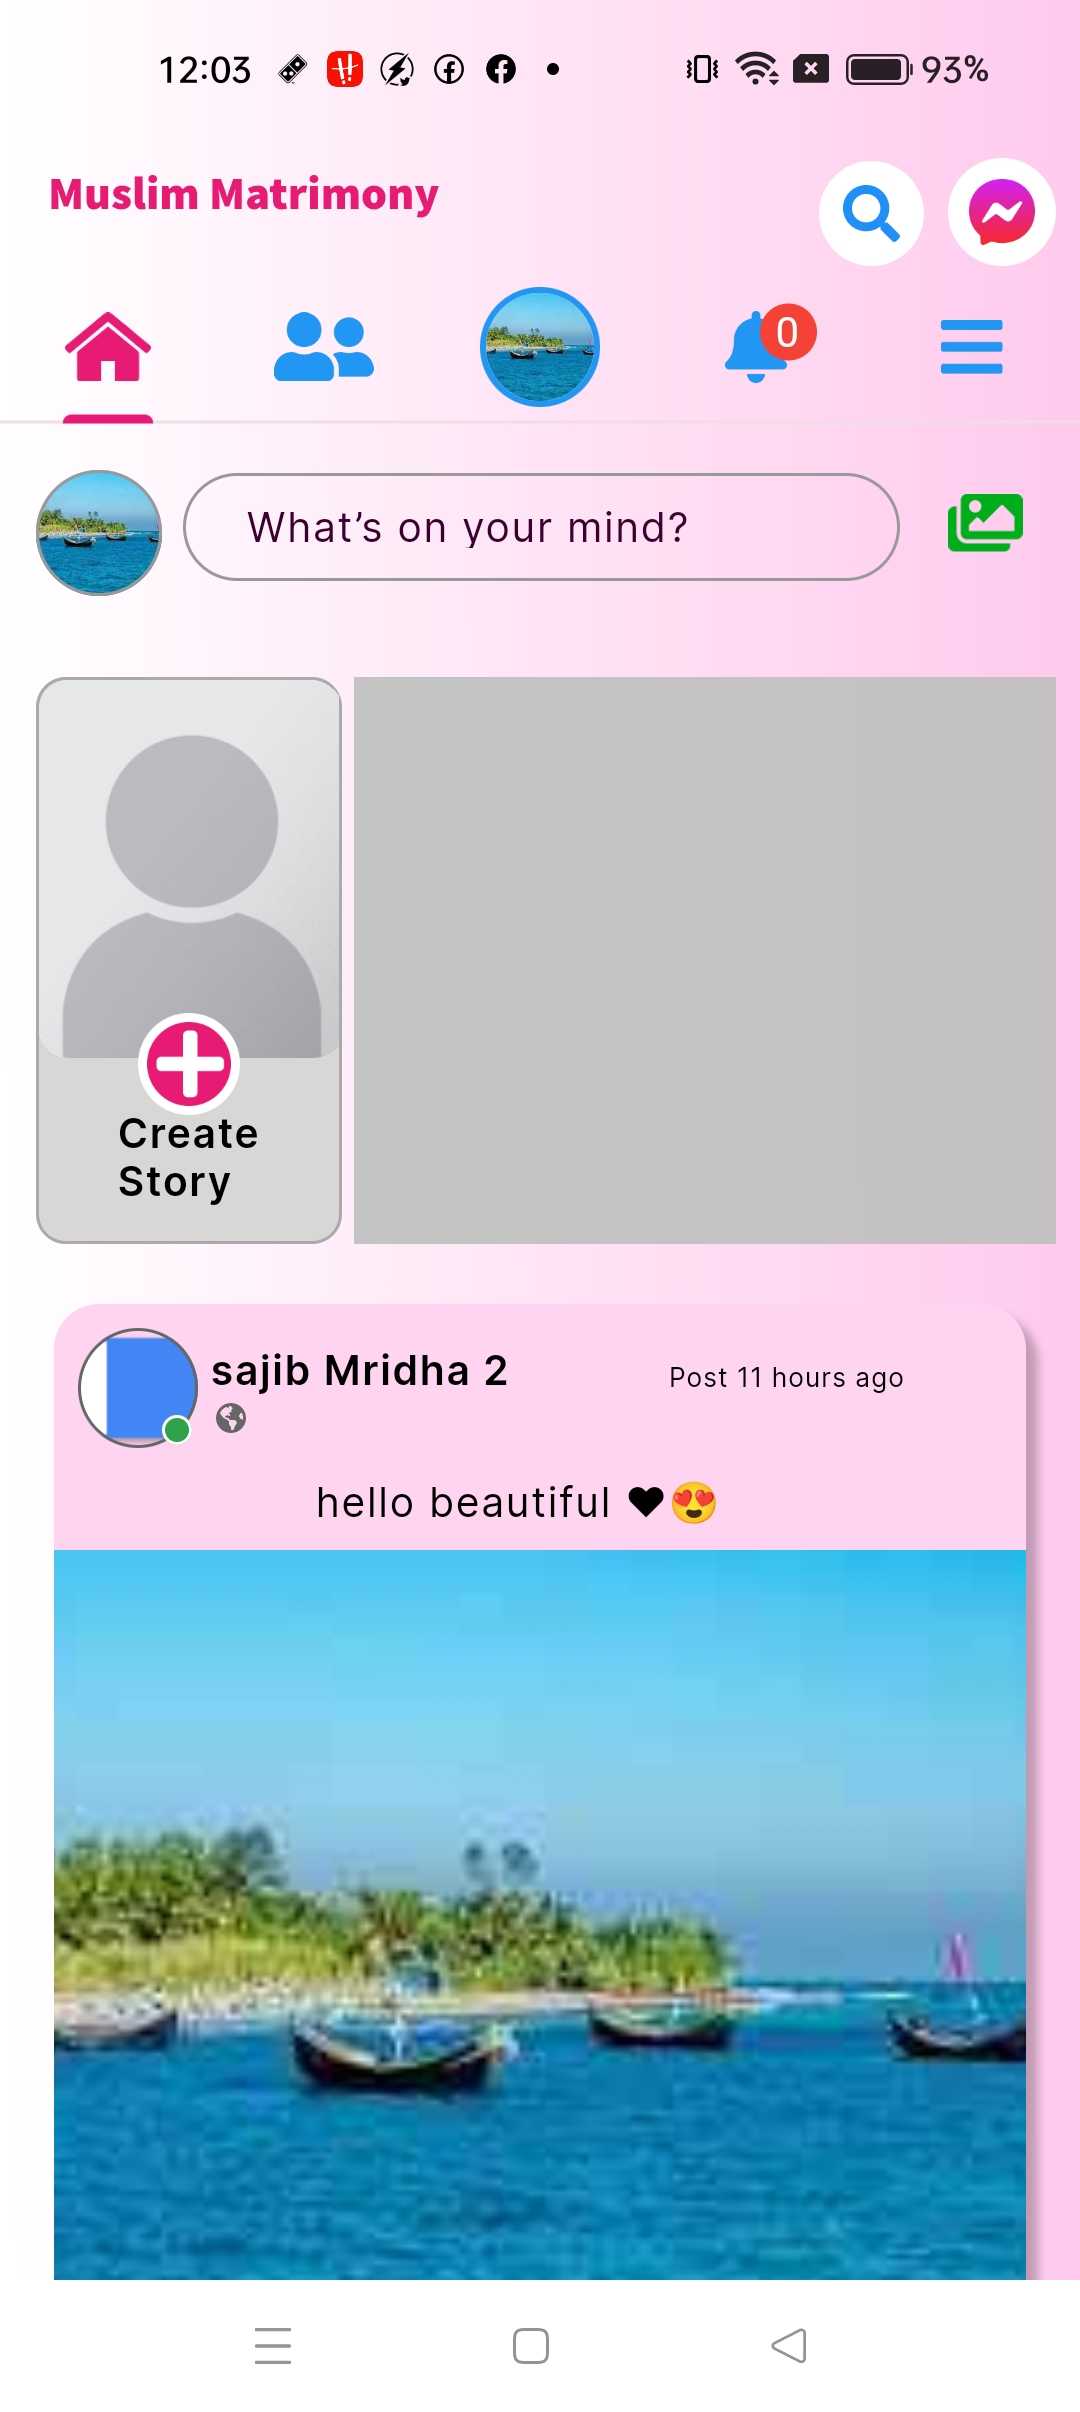 12:03
93%
Muslim Matrimony
0
What’s on your mind?
Create
Story
sajib Mridha 2
Post 11 hours ago
hello beautiful ♥😍